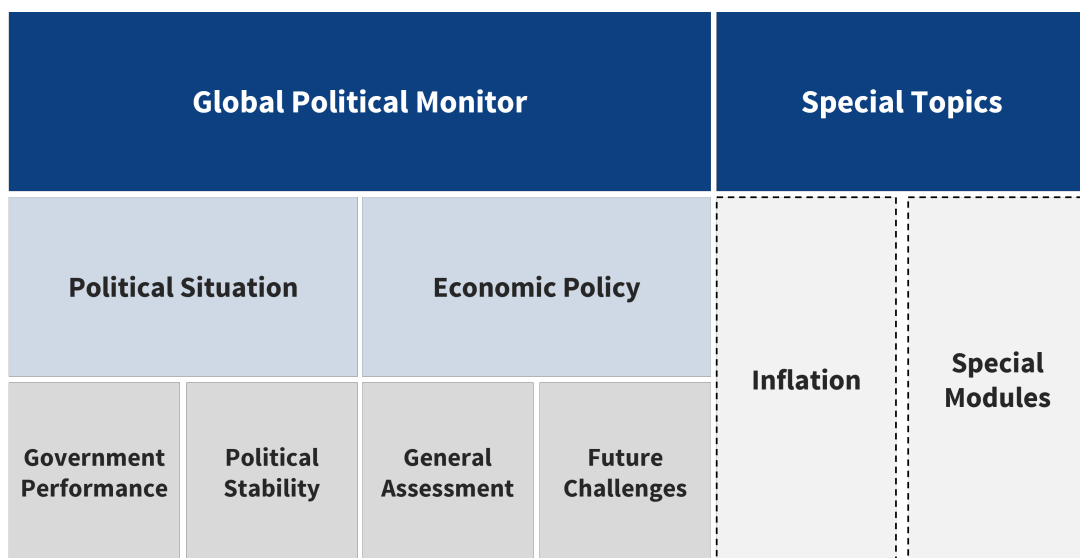 Global Political Monitor
Special Topics
Political Situation
Economic Policy
Inflation
Special
Modules
Government
Performance
Political
Stability
General
Assessment
Future
Challenges